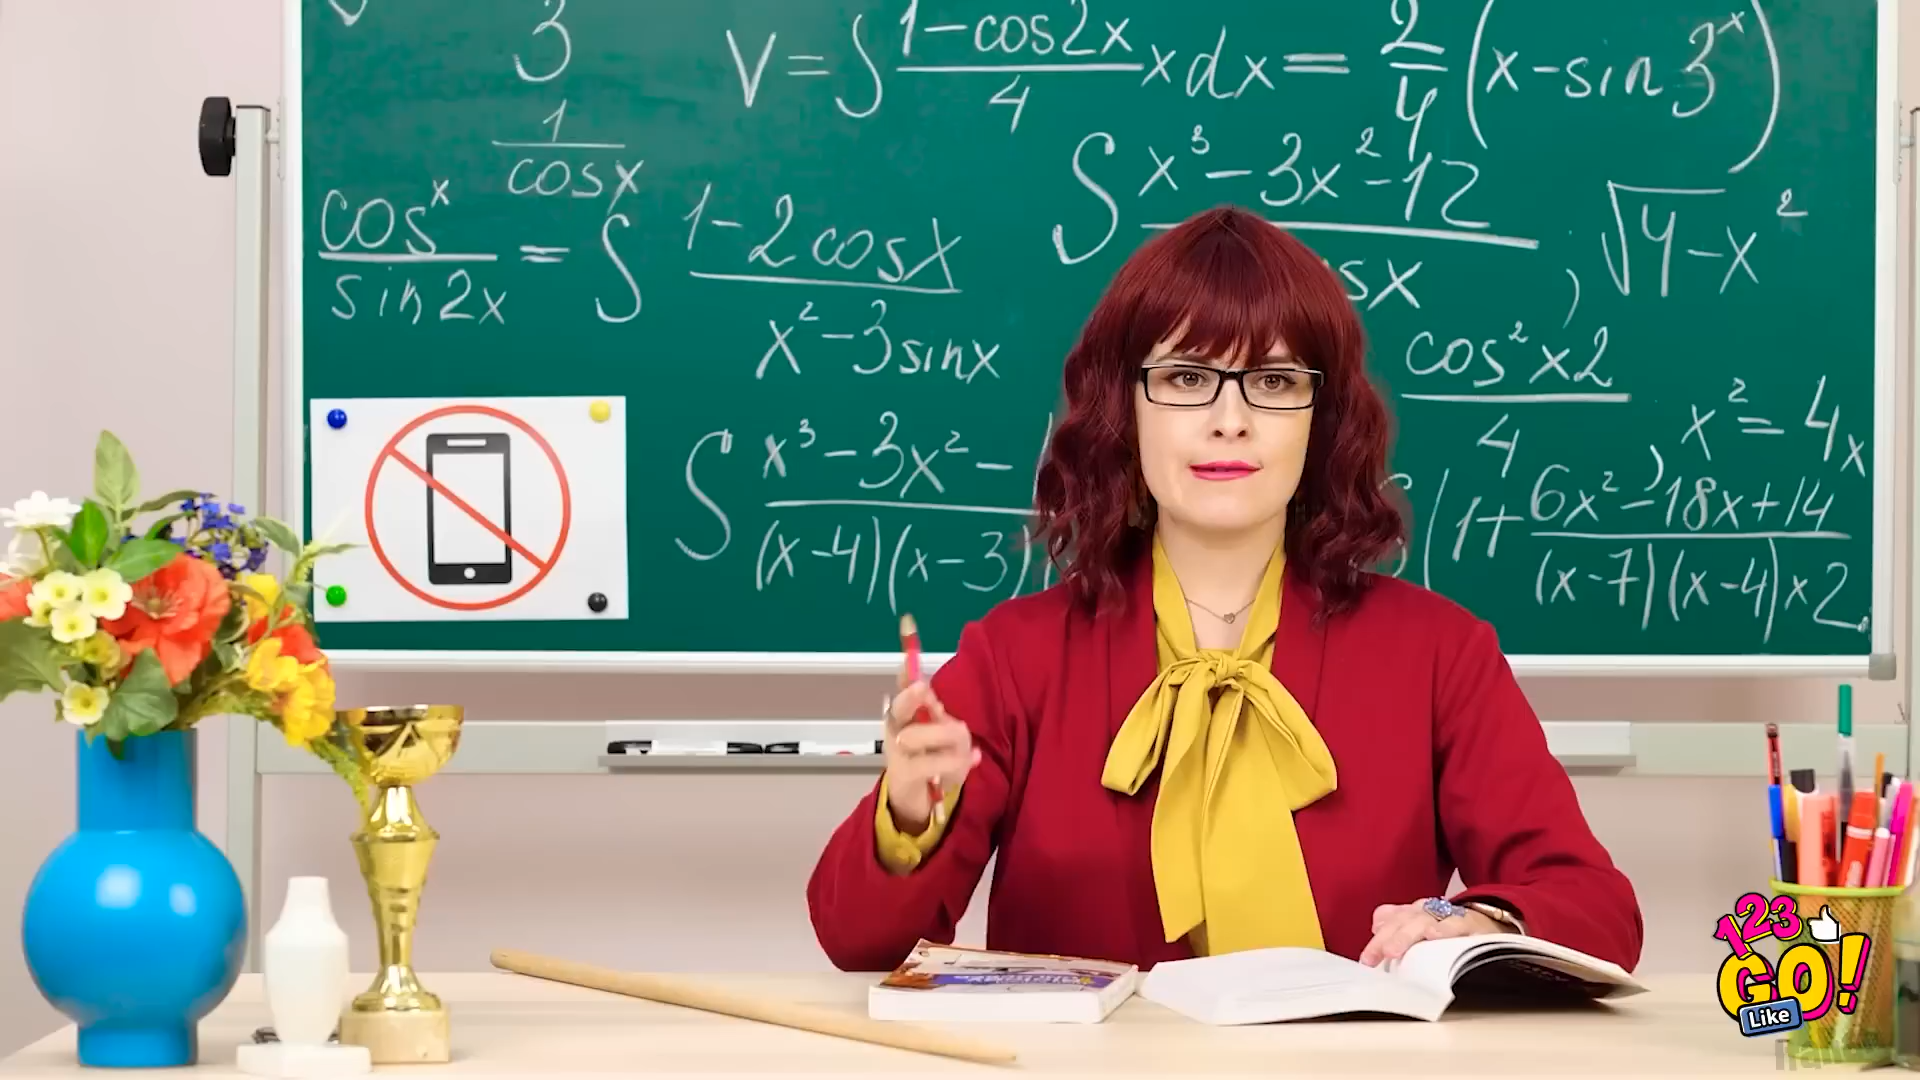 3
V = ∫ 1-cos2x / 4 x dx = 2/4 (x-sin3^x)
1 / cosx
cos^x / sin2x = ∫ 1-2cosx / x²-3sinx
∫ x³-3x²-12 / sx
, √4-x²
cos²x2 / 4
, x² = 4x
∫ x³-3x²- / (x-4)(x-3)
(1+ 6x²-18x+14 / (x-7)(x-4)x2
123
GO!
Like